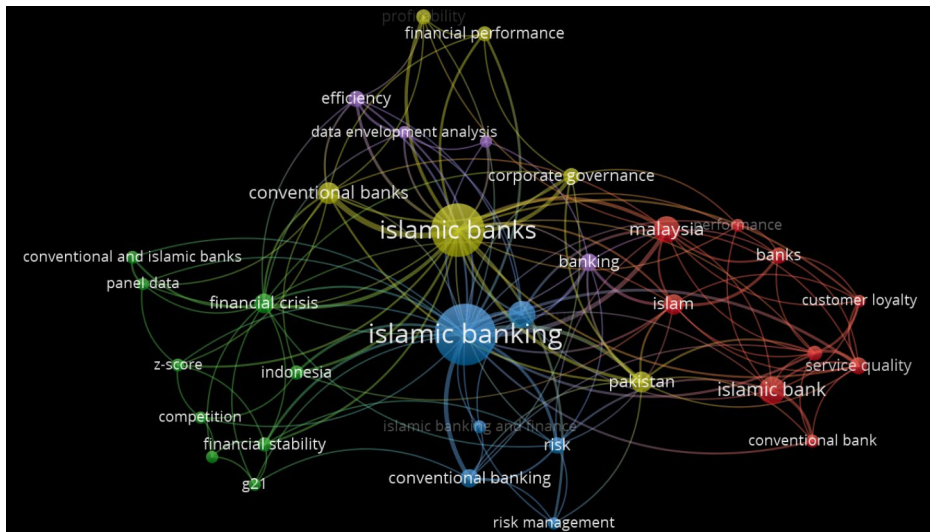 profitability
financial performance
efficiency
data envelopment analysis
corporate governance
conventional banks
islamic banks
malaysia
performance
conventional and islamic banks
banking
banks
panel data
financial crisis
islam
customer loyalty
islamic banking
z-score
indonesia
service quality
pakistan
islamic bank
competition
islamic banking and finance
financial stability
risk
conventional bank
conventional banking
g21
risk management